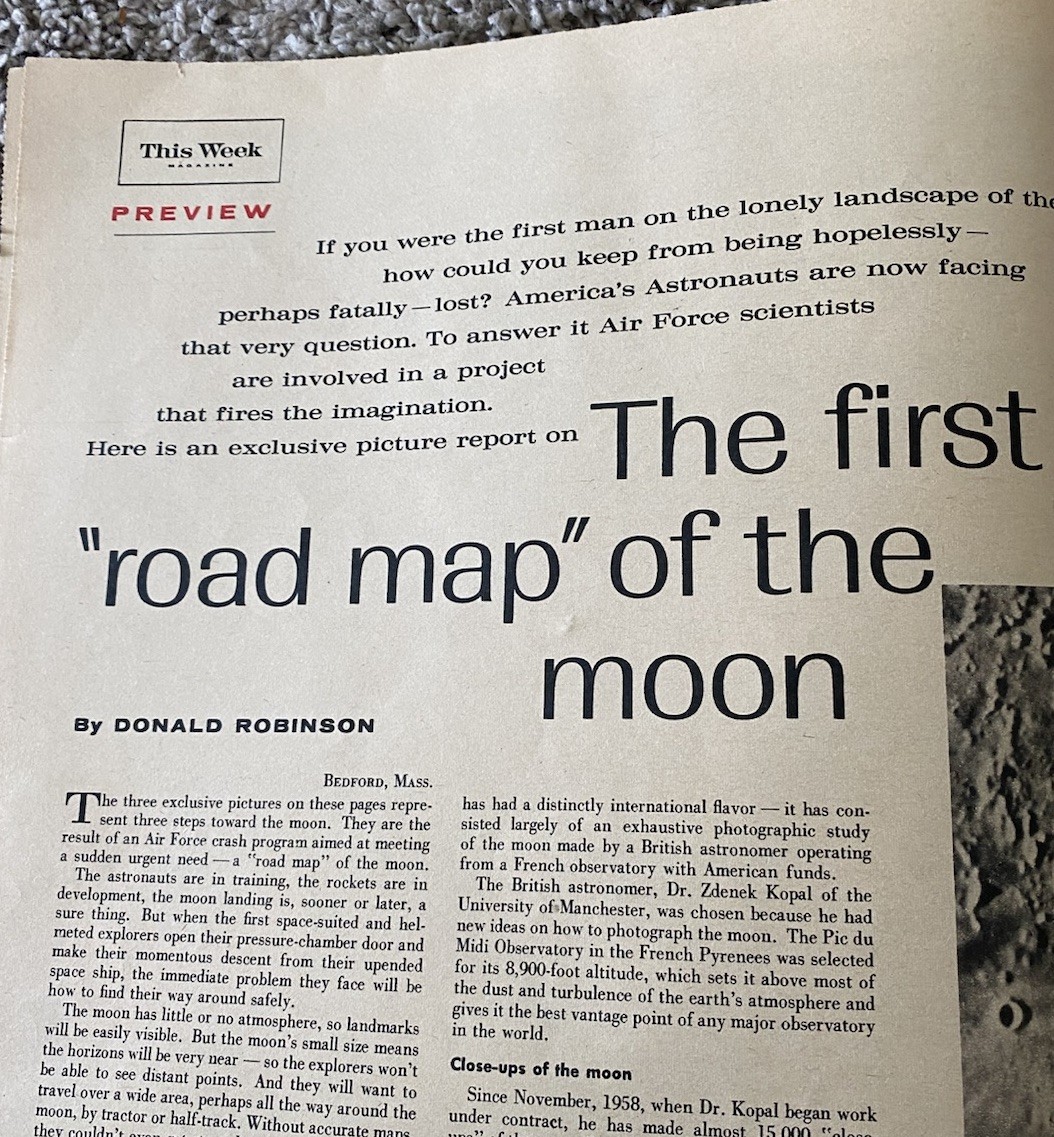 This Week
MAGAZINE
PREVIEW
If you were the first man on the lonely landscape of the
how could you keep from being hopelessly—
perhaps fatally—lost? America's Astronauts are now facing
that very question. To answer it Air Force scientists
are involved in a project
that fires the imagination.
Here is an exclusive picture report on
The first
"road map" of the
moon
By DONALD ROBINSON
BEDFORD, MASS.
The three exclusive pictures on these pages repre-
sent three steps toward the moon. They are the
result of an Air Force crash program aimed at meeting
a sudden urgent need — a "road map" of the moon.
The astronauts are in training, the rockets are in
development, the moon landing is, sooner or later, a
sure thing. But when the first space-suited and hel-
meted explorers open their pressure-chamber door and
make their momentous descent from their upended
space ship, the immediate problem they face will be
how to find their way around safely.
The moon has little or no atmosphere, so landmarks
will be easily visible. But the moon's small size means
the horizons will be very near — so the explorers won't
be able to see distant points. And they will want to
travel over a wide area, perhaps all the way around the
moon, by tractor or half-track. Without accurate maps
they couldn't even
has had a distinctly international flavor — it has con-
sisted largely of an exhaustive photographic study
of the moon made by a British astronomer operating
from a French observatory with American funds.
The British astronomer, Dr. Zdenek Kopal of the
University of Manchester, was chosen because he had
new ideas on how to photograph the moon. The Pic du
Midi Observatory in the French Pyrenees was selected
for its 8,900-foot altitude, which sets it above most of
the dust and turbulence of the earth's atmosphere and
gives it the best vantage point of any major observatory
in the world.
Close-ups of the moon
Since November, 1958, when Dr. Kopal began work
under contract, he has made almost 15,000 "close-